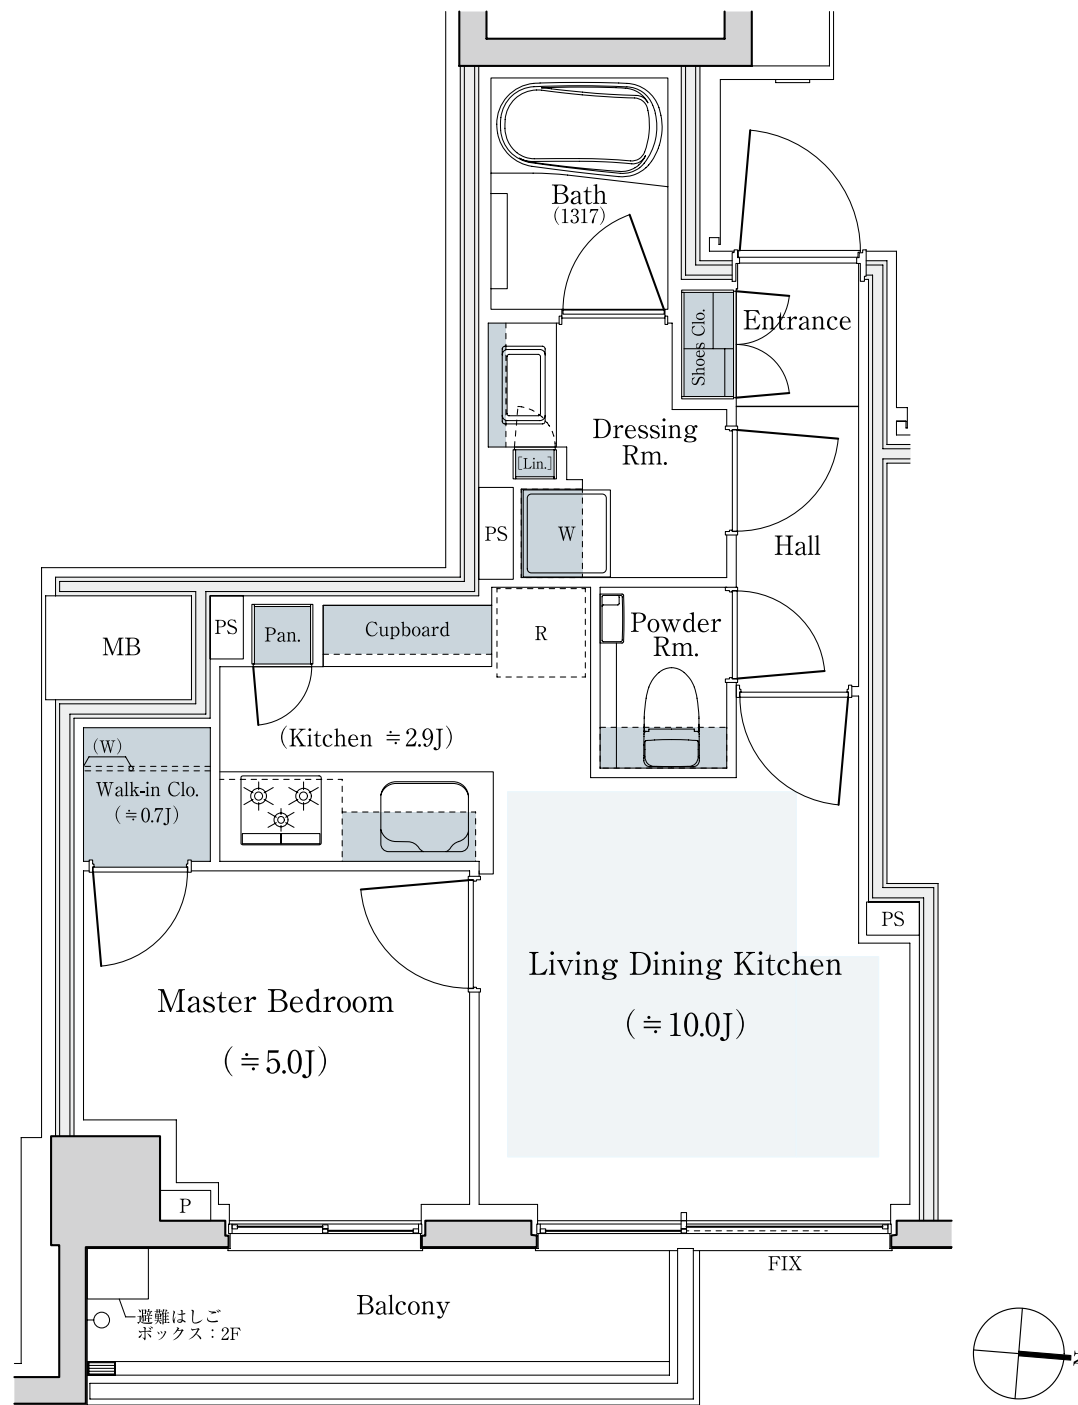 Bath
(1317)
Shoes Clo.
Entrance
Dressing
Rm.
[Lin.]
PS
W
Hall
MB
PS
Pan.
Cupboard
R
Powder
Rm.
(Kitchen ≒2.9J)
(W)
Walk-in Clo.
(≒0.7J)
PS
Living Dining Kitchen
(≒10.0J)
Master Bedroom
(≒5.0J)
P
FIX
Balcony
避難はしご
ボックス：2F
N